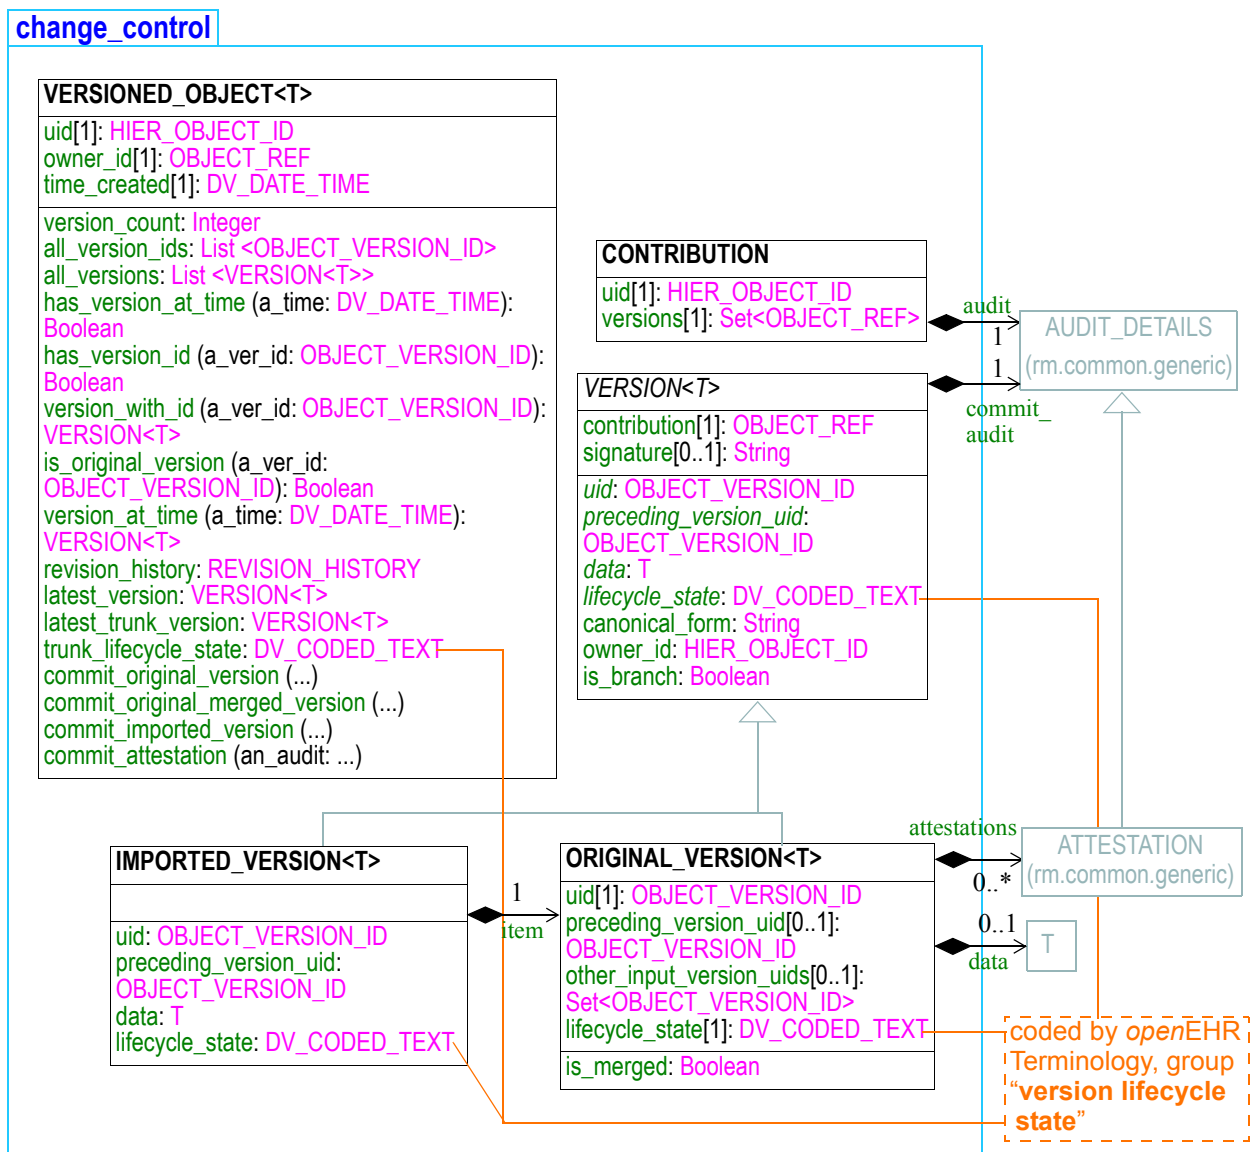 change_control
VERSIONED_OBJECT<T>
uid[1]: HIER_OBJECT_ID
owner_id[1]: OBJECT_REF
time_created[1]: DV_DATE_TIME
version_count: Integer
all_version_ids: List <OBJECT_VERSION_ID>
all_versions: List <VERSION<T>>
has_version_at_time (a_time: DV_DATE_TIME):
Boolean
has_version_id (a_ver_id: OBJECT_VERSION_ID):
Boolean
version_with_id (a_ver_id: OBJECT_VERSION_ID):
VERSION<T>
is_original_version (a_ver_id:
OBJECT_VERSION_ID): Boolean
version_at_time (a_time: DV_DATE_TIME):
VERSION<T>
revision_history: REVISION_HISTORY
latest_version: VERSION<T>
latest_trunk_version: VERSION<T>
trunk_lifecycle_state: DV_CODED_TEXT
commit_original_version (...)
commit_original_merged_version (...)
commit_imported_version (...)
commit_attestation (an_audit: ...)
CONTRIBUTION
uid[1]: HIER_OBJECT_ID
versions[1]: Set<OBJECT_REF>
audit
1
AUDIT_DETAILS
(rm.common.generic)
1
commit_
audit
VERSION<T>
contribution[1]: OBJECT_REF
signature[0..1]: String
uid: OBJECT_VERSION_ID
preceding_version_uid:
OBJECT_VERSION_ID
data: T
lifecycle_state: DV_CODED_TEXT
canonical_form: String
owner_id: HIER_OBJECT_ID
is_branch: Boolean
IMPORTED_VERSION<T>
uid: OBJECT_VERSION_ID
preceding_version_uid:
OBJECT_VERSION_ID
data: T
lifecycle_state: DV_CODED_TEXT
1
item
ORIGINAL_VERSION<T>
uid[1]: OBJECT_VERSION_ID
preceding_version_uid[0..1]:
OBJECT_VERSION_ID
other_input_version_uids[0..1]:
Set<OBJECT_VERSION_ID>
lifecycle_state[1]: DV_CODED_TEXT
is_merged: Boolean
attestations
0..*
ATTESTATION
(rm.common.generic)
0..1
data
T
coded by openEHR
Terminology, group
“version lifecycle
state”